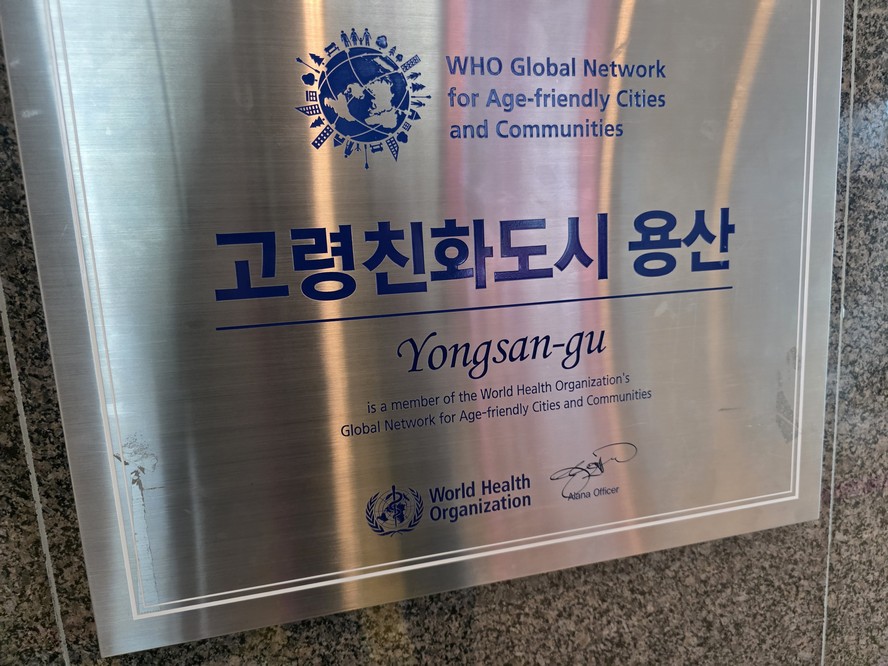 WHO Global Network
for Age-friendly Cities
and Communities
고령친화도시 용산
Yongsan-gu
is a member of the World Health Organization's
Global Network for Age-friendly Cities and Communities
World Health
Organization
Alana Officer